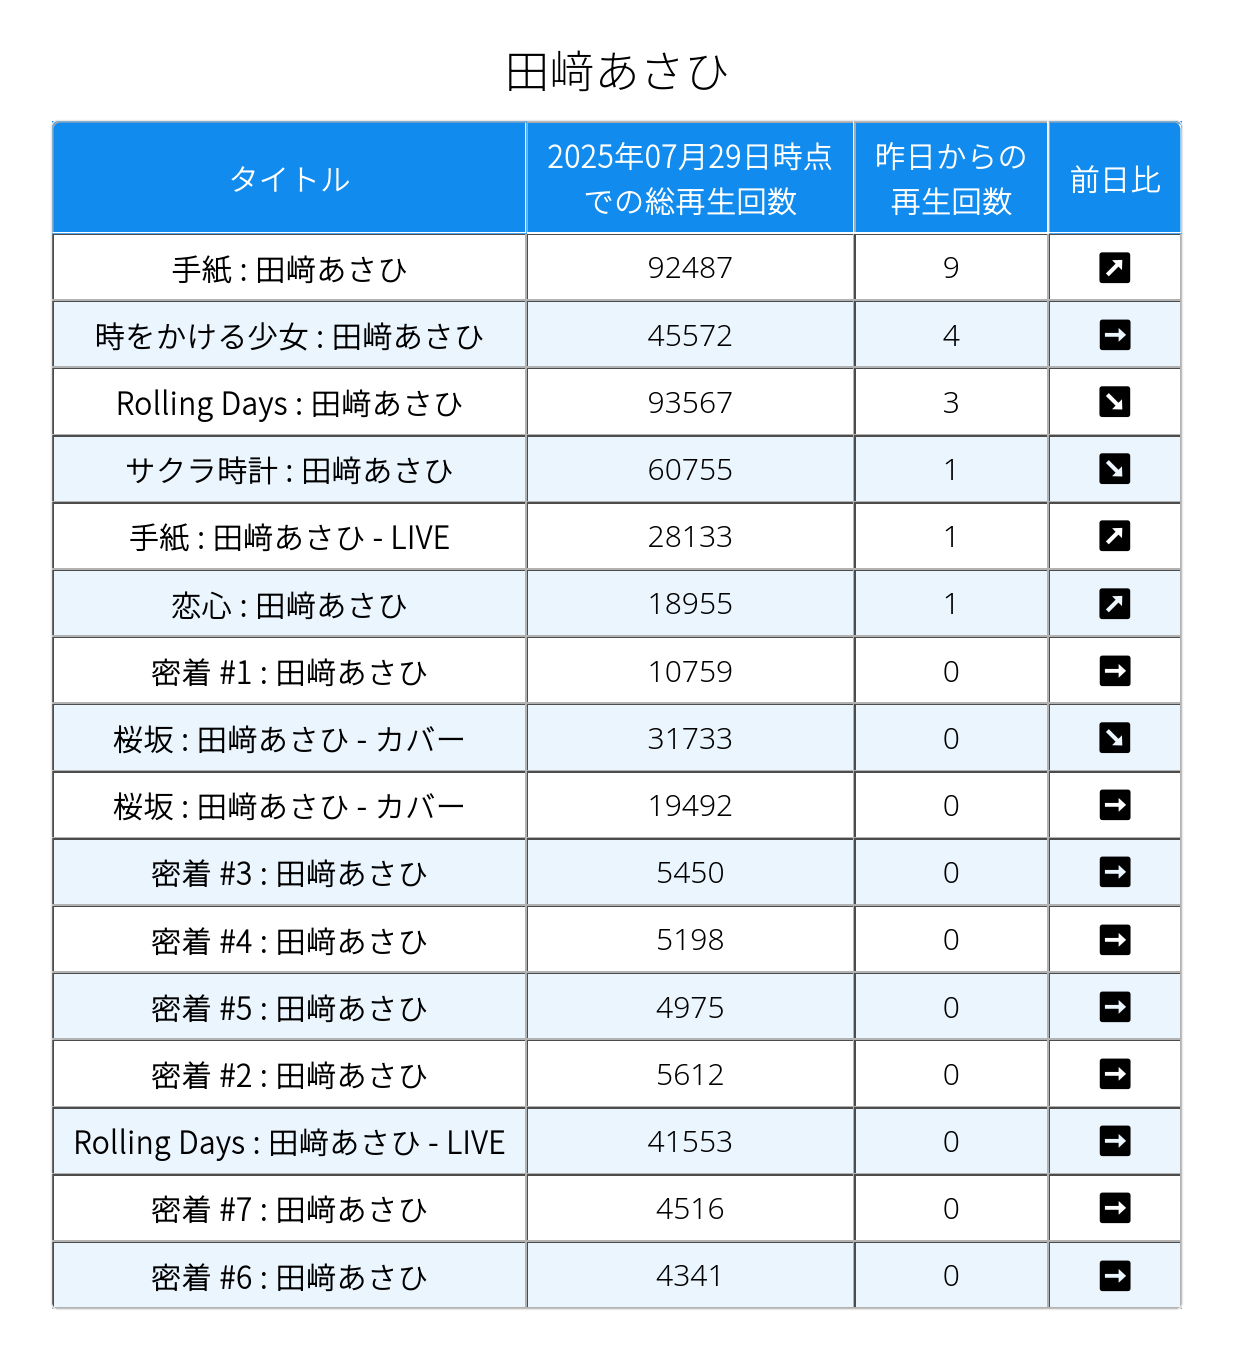 田﨑あさひ
タイトル
2025年07月29日時点
での総再生回数
昨日からの
再生回数
前日比
手紙 : 田﨑あさひ 92487 9 ↗
時をかける少女 : 田﨑あさひ 45572 4 →
Rolling Days : 田﨑あさひ 93567 3 ↘
サクラ時計 : 田﨑あさひ 60755 1 ↘
手紙 : 田﨑あさひ - LIVE 28133 1 ↗
恋心 : 田﨑あさひ 18955 1 ↗
密着 #1 : 田﨑あさひ 10759 0 →
桜坂 : 田﨑あさひ - カバー 31733 0 ↘
桜坂 : 田﨑あさひ - カバー 19492 0 →
密着 #3 : 田﨑あさひ 5450 0 →
密着 #4 : 田﨑あさひ 5198 0 →
密着 #5 : 田﨑あさひ 4975 0 →
密着 #2 : 田﨑あさひ 5612 0 →
Rolling Days : 田﨑あさひ - LIVE 41553 0 →
密着 #7 : 田﨑あさひ 4516 0 →
密着 #6 : 田﨑あさひ 4341 0 →